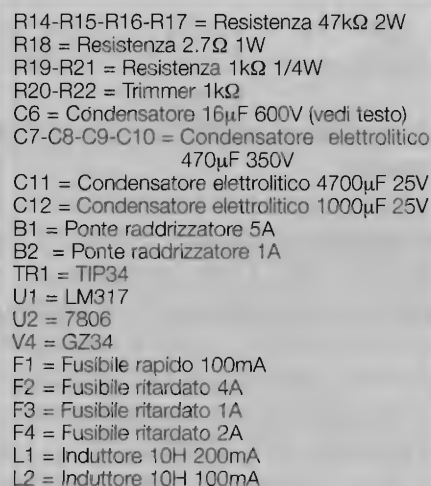 R14-R15-R16-R17 = Resistenza 47kΩ 2W
R18 = Resistenza 2.7Ω 1W
R19-R21 = Resistenza 1kΩ 1/4W
R20-R22 = Trimmer 1kΩ
C6 = Condensatore 16µF 600V (vedi testo)
C7-C8-C9-C10 = Condensatore elettrolitico
470µF 350V
C11 = Condensatore elettrolitico 4700µF 25V
C12 = Condensatore elettrolitico 1000µF 25V
B1 = Ponte raddrizzatore 5A
B2 = Ponte raddrizzatore 1A
TR1 = TIP34
U1 = LM317
U2 = 7806
V4 = GZ34
F1 = Fusibile rapido 100mA
F2 = Fusibile ritardato 4A
F3 = Fusibile ritardato 1A
F4 = Fusibile ritardato 2A
L1 = Induttore 10H 200mA
L2 = Induttore 10H 100mA